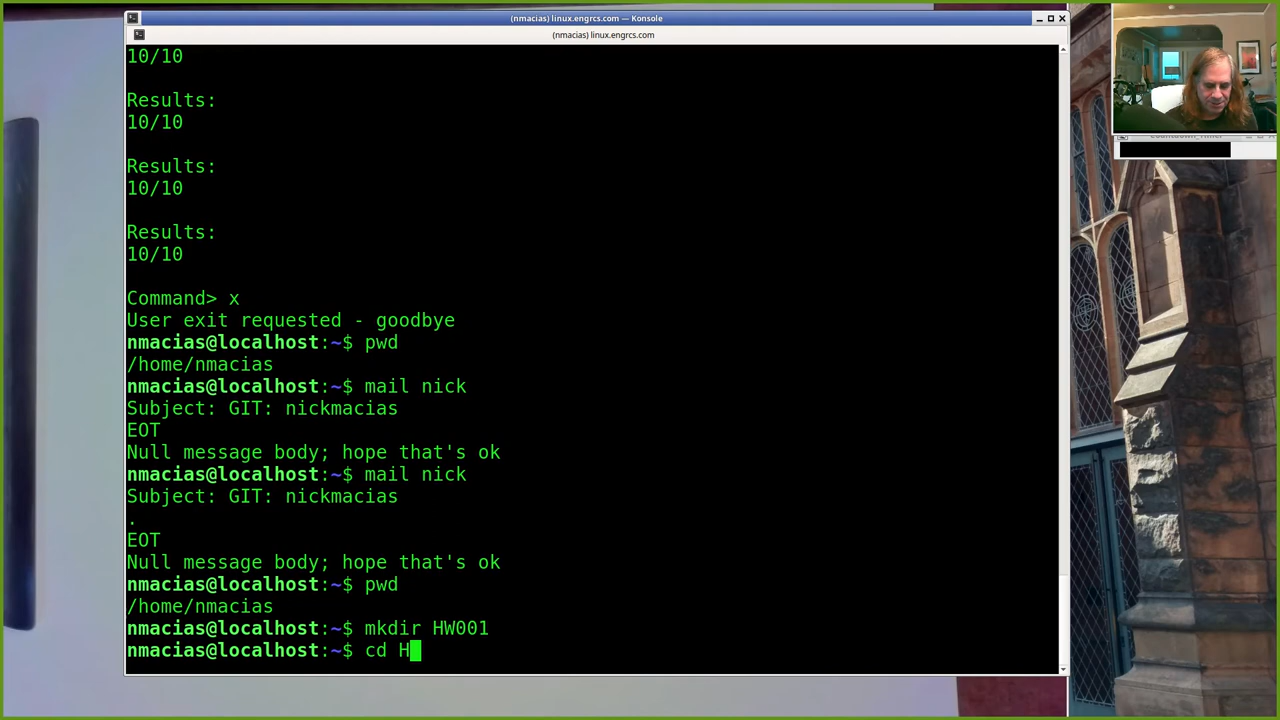 (nmacias) linux.engrcs.com — Konsole
(nmacias) linux.engrcs.com
10/10
Results:
10/10
Results:
10/10
Results:
10/10
Command> x
User exit requested - goodbye
nmacias@localhost:~$ pwd
/home/nmacias
nmacias@localhost:~$ mail nick
Subject: GIT: nickmacias
EOT
Null message body; hope that's ok
nmacias@localhost:~$ mail nick
Subject: GIT: nickmacias
.
EOT
Null message body; hope that's ok
nmacias@localhost:~$ pwd
/home/nmacias
nmacias@localhost:~$ mkdir HW001
nmacias@localhost:~$ cd H